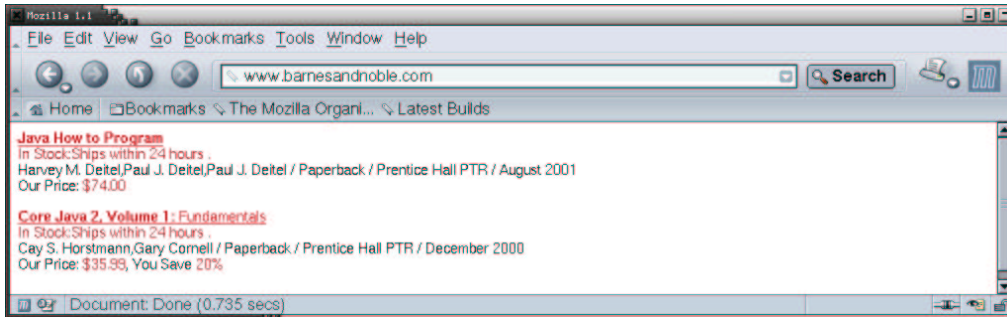 Mozilla 1.1
File Edit View Go Bookmarks Tools Window Help
www.barnesandnoble.com Search
Home Bookmarks The Mozilla Organi... Latest Builds
Java How to Program
In Stock:Ships within 24 hours .
Harvey M. Deitel,Paul J. Deitel,Paul J. Deitel / Paperback / Prentice Hall PTR / August 2001
Our Price: $74.00
Core Java 2, Volume 1: Fundamentals
In Stock:Ships within 24 hours .
Cay S. Horstmann,Gary Cornell / Paperback / Prentice Hall PTR / December 2000
Our Price: $35.99, You Save 20%
Document: Done (0.735 secs)